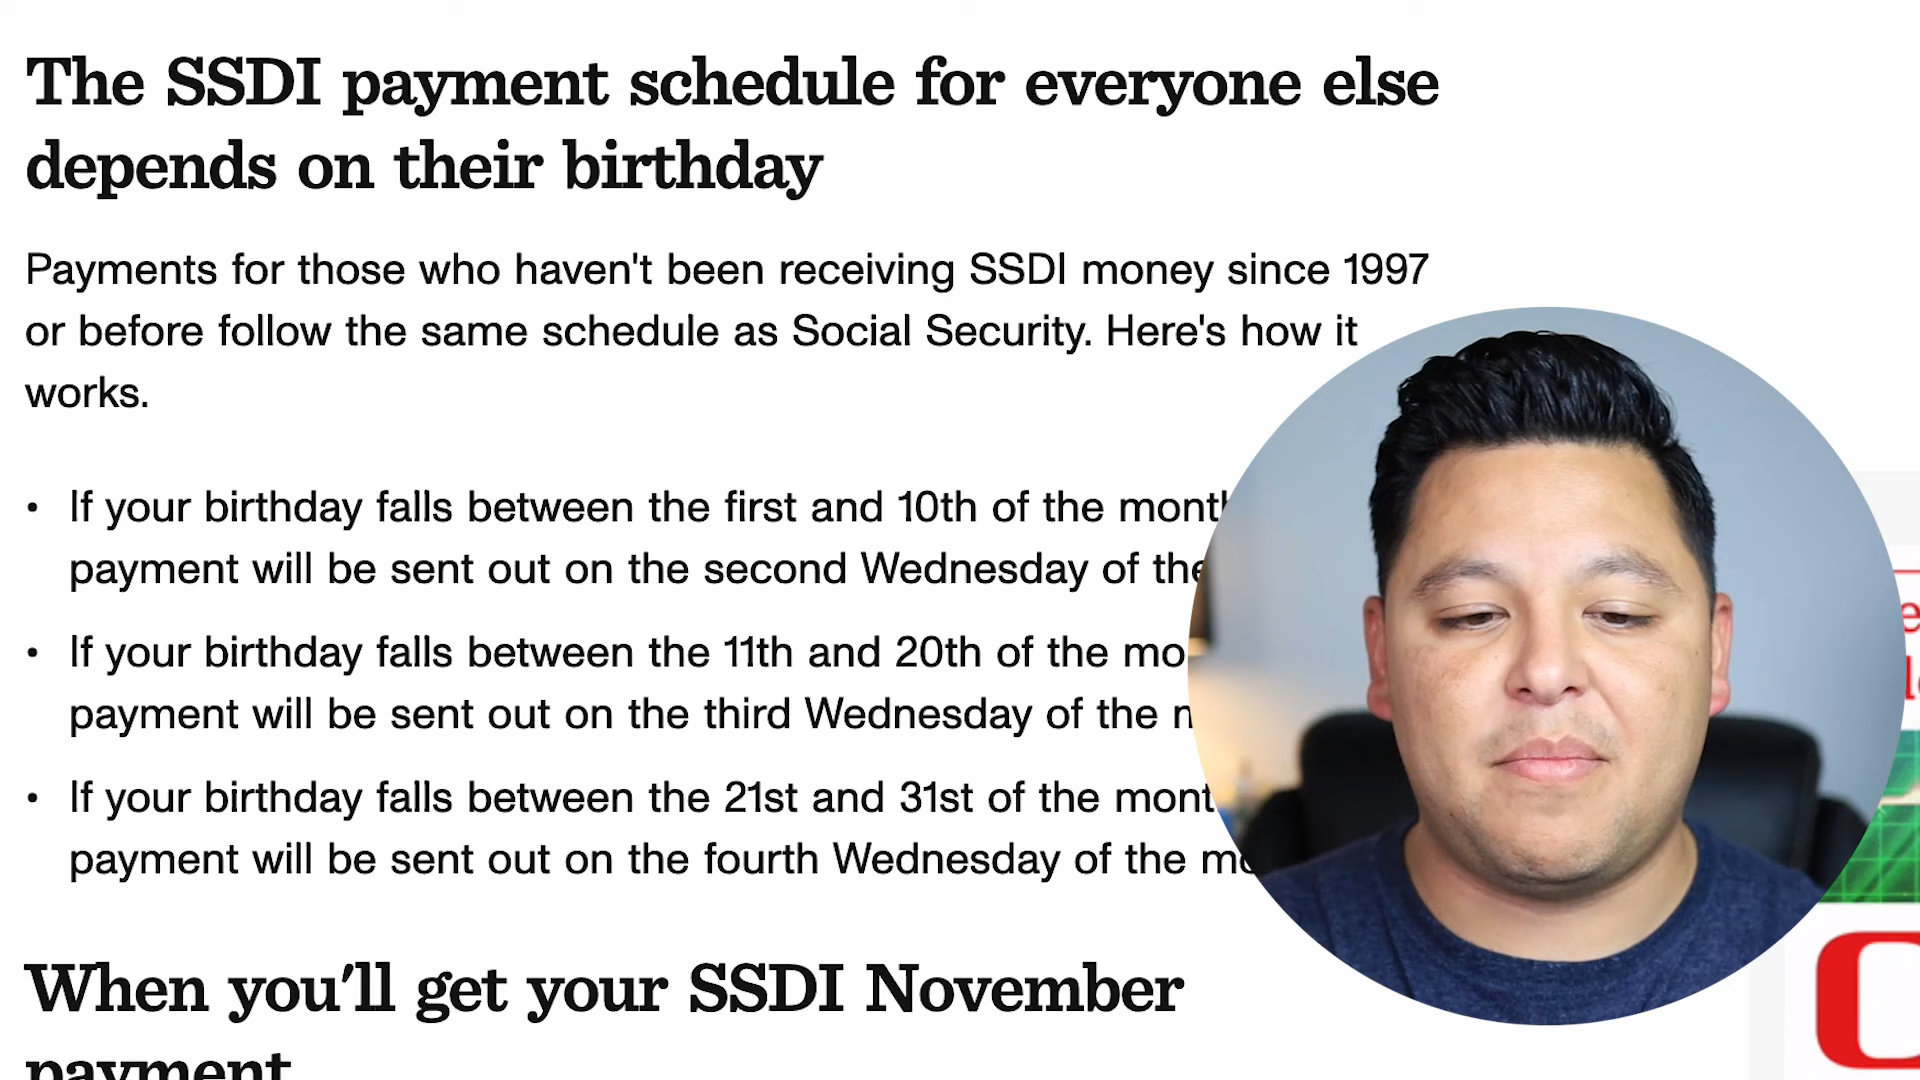 The SSDI payment schedule for everyone else
depends on their birthday
Payments for those who haven't been receiving SSDI money since 1997
or before follow the same schedule as Social Security. Here's how it
works.
• If your birthday falls between the first and 10th of the month
payment will be sent out on the second Wednesday of the
• If your birthday falls between the 11th and 20th of the
payment will be sent out on the third Wednesday of the
• If your birthday falls between the 21st and 31st of the
payment will be sent out on the fourth Wednesday of the
When you'll get your SSDI November
payment